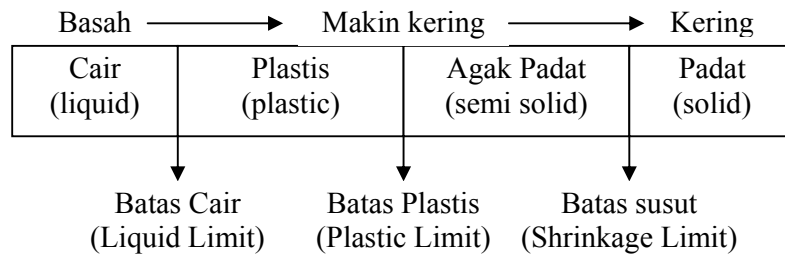 Basah Makin kering Kering
Cair Plastis Agak Padat Padat
(liquid) (plastic) (semi solid) (solid)
Batas Cair Batas Plastis Batas susut
(Liquid Limit) (Plastic Limit) (Shrinkage Limit)